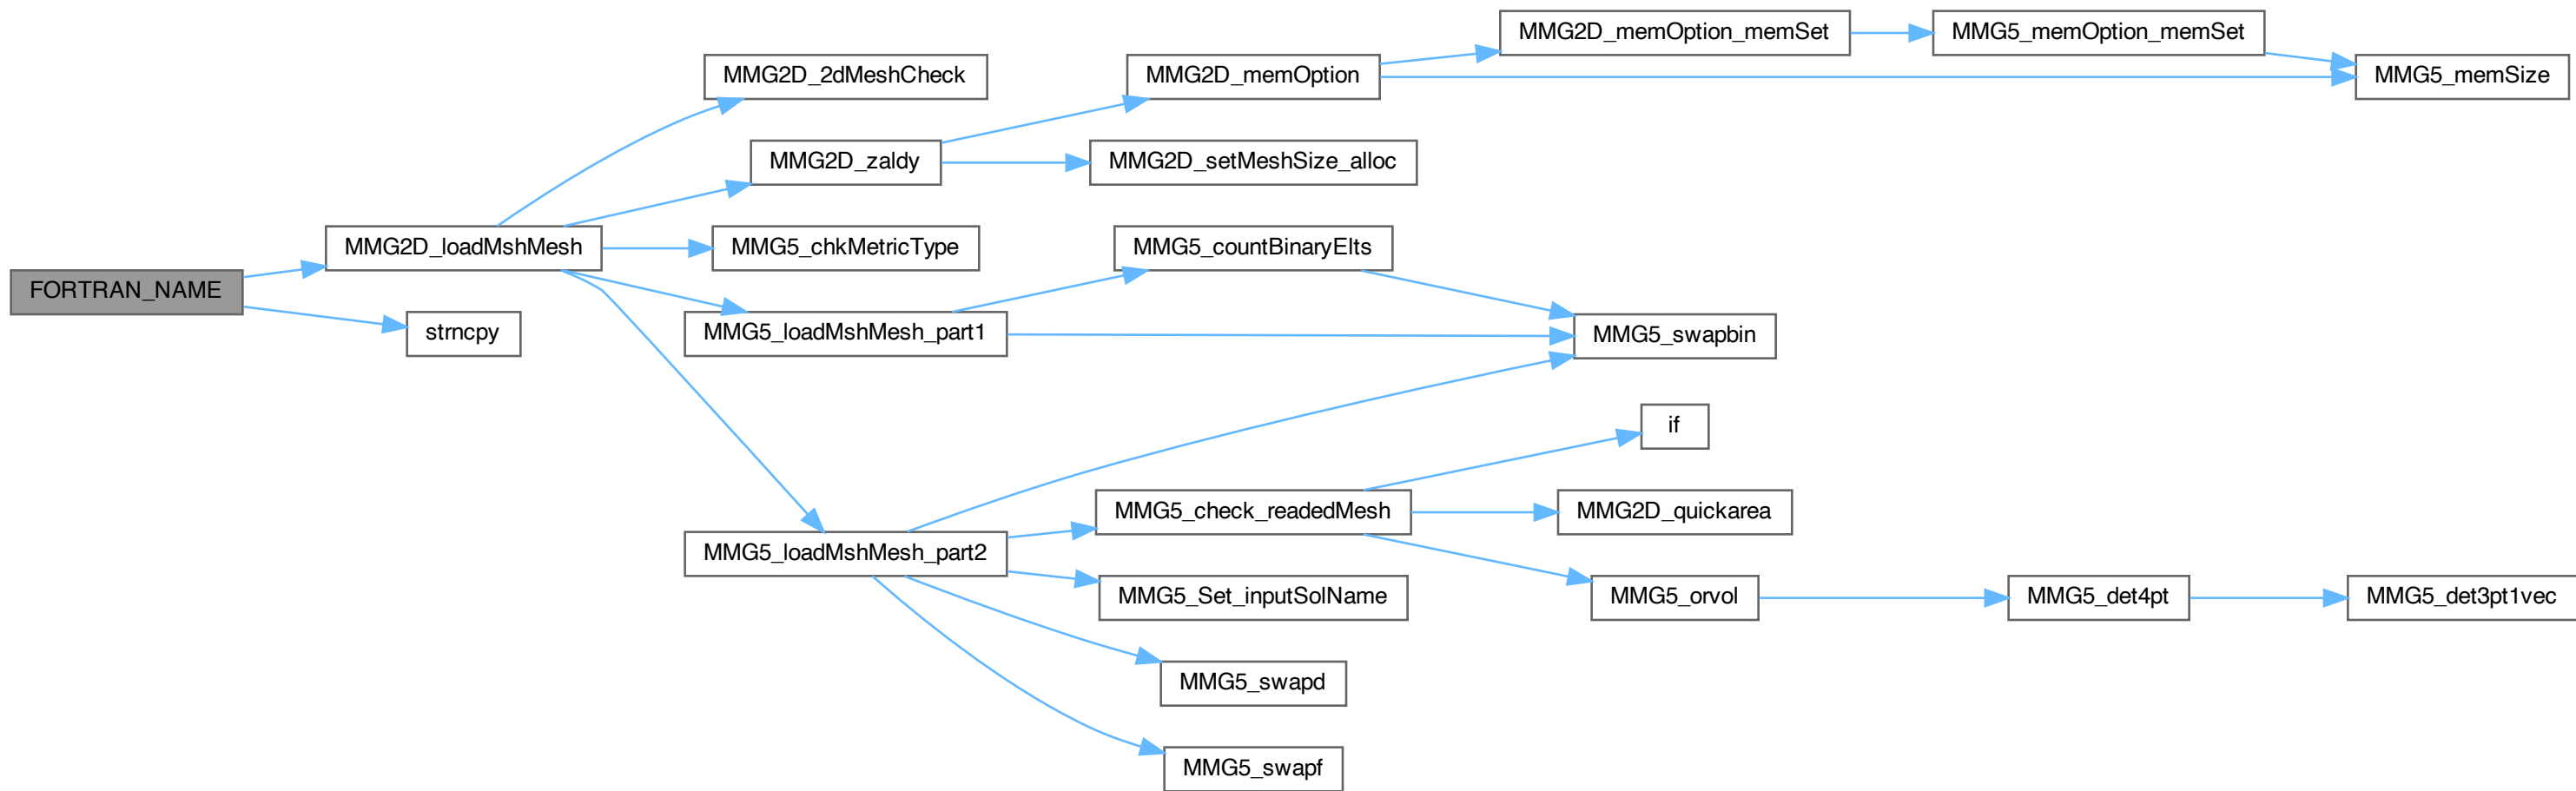 MMG2D_memOption_memSet
MMG5_memOption_memSet
MMG2D_2dMeshCheck
MMG2D_memOption
MMG5_memSize
MMG2D_zaldy
MMG2D_setMeshSize_alloc
MMG2D_loadMshMesh
MMG5_chkMetricType
MMG5_countBinaryElts
FORTRAN_NAME
strncpy
MMG5_loadMshMesh_part1
MMG5_swapbin
if
MMG5_check_readedMesh
MMG2D_quickarea
MMG5_loadMshMesh_part2
MMG5_Set_inputSolName
MMG5_orvol
MMG5_det4pt
MMG5_det3pt1vec
MMG5_swapd
MMG5_swapf